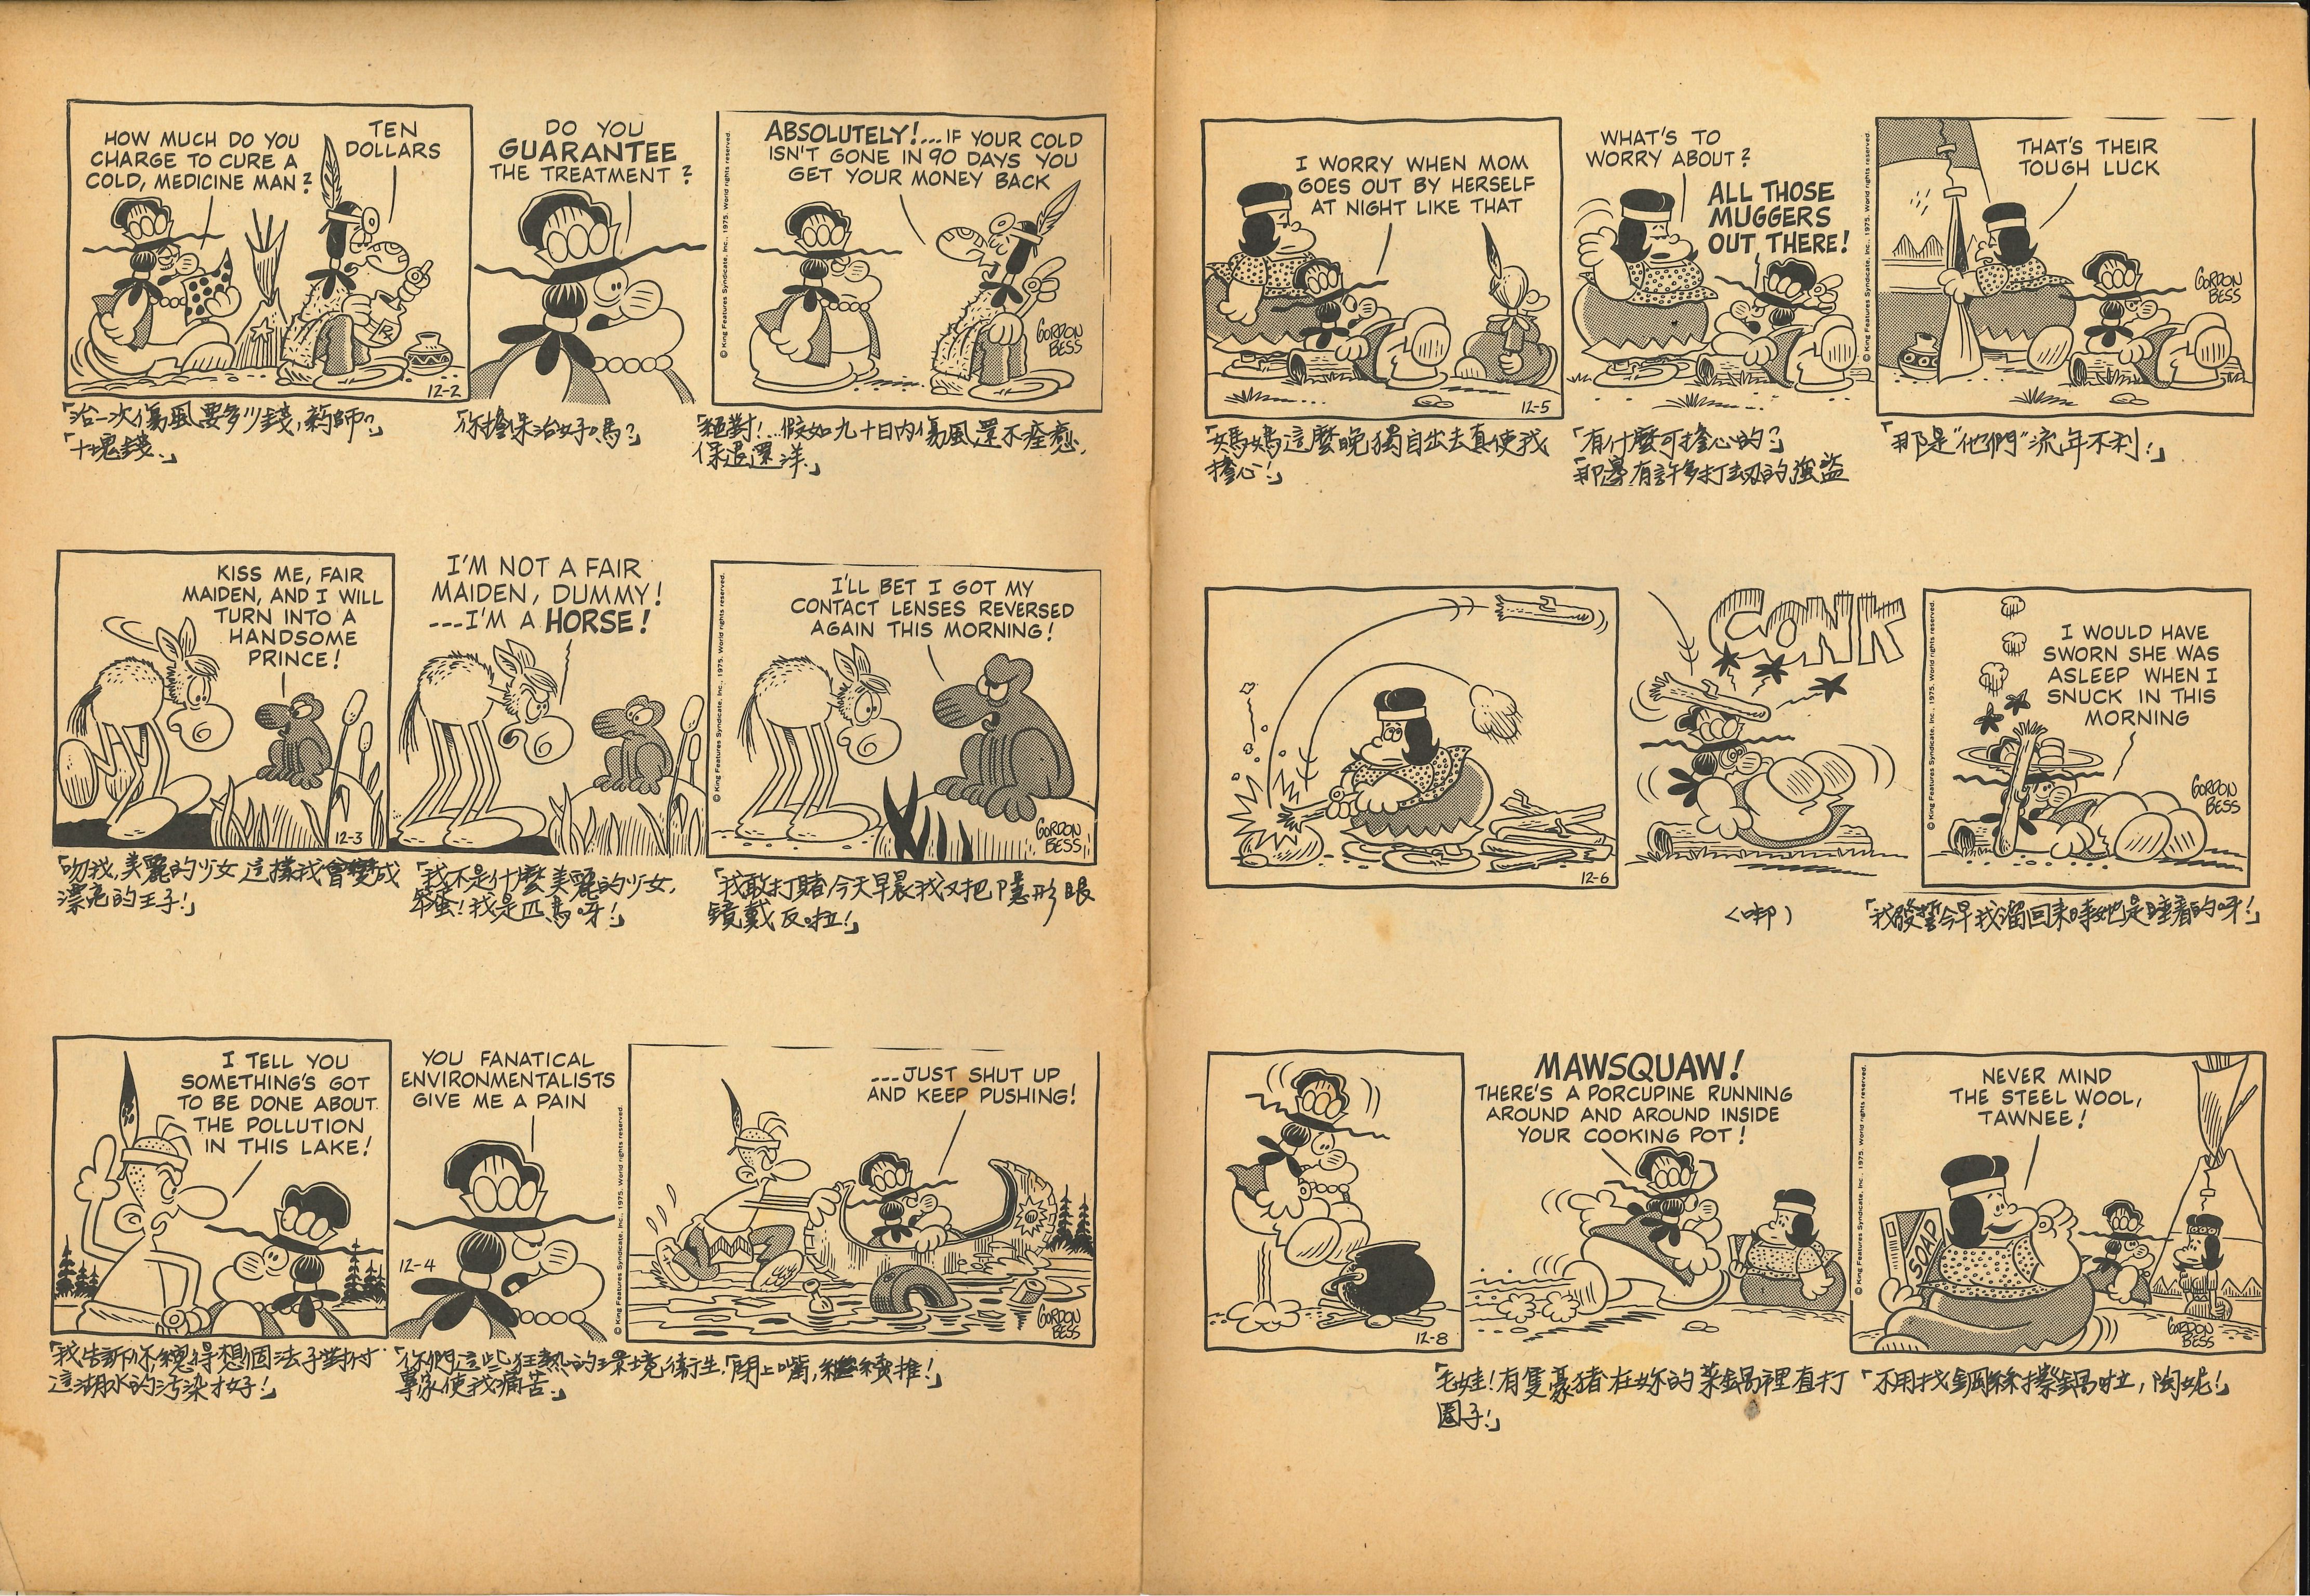 HOW MUCH DO YOU
CHARGE TO CURE A
COLD, MEDICINE MAN?
TEN
DOLLARS
12-2
DO YOU
GUARANTEE
THE TREATMENT?
© King Features Syndicate, Inc., 1975. World rights reserved.
ABSOLUTELY!...IF YOUR COLD
ISN'T GONE IN 90 DAYS YOU
GET YOUR MONEY BACK
GORDON
BESS
「治一次傷風要多少錢,葯師?」
「十塊錢.」
「你擔保治好嗎?」
「絕對!...假如九十日內傷風還不痊癒,
保退還洋.」
KISS ME, FAIR
MAIDEN, AND I WILL
TURN INTO A
HANDSOME
PRINCE!
12-3
I'M NOT A FAIR
MAIDEN, DUMMY!
---I'M A HORSE!
© King Features Syndicate, Inc., 1975. World rights reserved.
I'LL BET I GOT MY
CONTACT LENSES REVERSED
AGAIN THIS MORNING!
GORDON
BESS
「吻我,美麗的少女這樣我會變成
漂亮的王子!」
「我不是什麼美麗的少女,
笨蛋!我是匹馬呀!」
「我敢打賭今天早晨我又把隱形眼
鏡戴反啦!」
I TELL YOU
SOMETHING'S GOT
TO BE DONE ABOUT
THE POLLUTION
IN THIS LAKE!
YOU FANATICAL
ENVIRONMENTALISTS
GIVE ME A PAIN
12-4
© King Features Syndicate, Inc., 1975. World rights reserved.
---JUST SHUT UP
AND KEEP PUSHING!
GORDON
BESS
「我告訴你總得想個法子對付
這湖水的污染才好!」
「你們這些狂熱的環境衞生
專家使我痛苦.」
「閉上嘴,繼續推!」
I WORRY WHEN MOM
GOES OUT BY HERSELF
AT NIGHT LIKE THAT
12-5
WHAT'S TO
WORRY ABOUT?
ALL THOSE
MUGGERS
OUT THERE!
© King Features Syndicate, Inc., 1975. World rights reserved.
THAT'S THEIR
TOUGH LUCK
GORDON
BESS
「媽媽這麼晚獨自出去真使我
擔心!」
「有什麼可擔心的?」
「那邊有許多打刧的強盜
「那是"他們"流年不利!」
12-6
CONK
© King Features Syndicate, Inc., 1975. World rights reserved.
I WOULD HAVE
SWORN SHE WAS
ASLEEP WHEN I
SNUCK IN THIS
MORNING
GORDON
BESS
(啷)
「我發誓今早我溜回來時她是睡着的呀!」
12-8
MAWSQUAW!
THERE'S A PORCUPINE RUNNING
AROUND AND AROUND INSIDE
YOUR COOKING POT!
© King Features Syndicate, Inc., 1975. World rights reserved.
NEVER MIND
THE STEEL WOOL,
TAWNEE!
SOAP
GORDON
BESS
「毛娃!有隻豪猪在妳的菜鍋裡直打
圈子!」
「不用找鋼絲擦鍋啦,陶妮!」